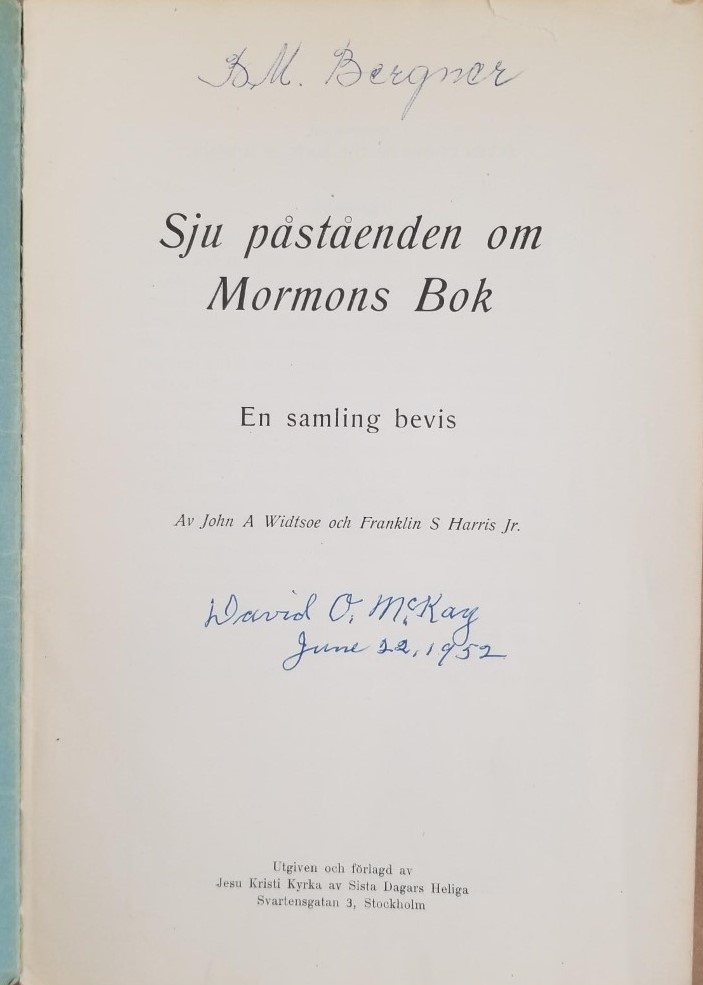 B.M. Bergner
Sju påståenden om
Mormons Bok
En samling bevis
Av John A Widtsoe och Franklin S Harris Jr.
David O. McKay
June 22, 1952
Utgiven och förlagd av
Jesu Kristi Kyrka av Sista Dagars Heliga
Svartensgatan 3, Stockholm